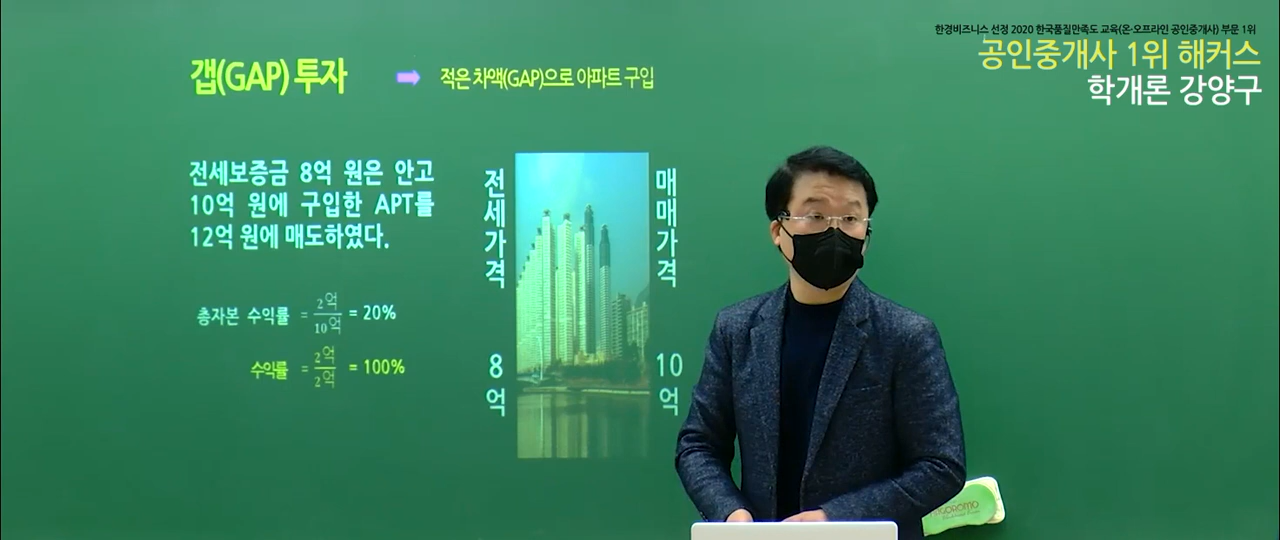 한경비즈니스 선정 2020 한국품질만족도 교육(온·오프라인 공인중개사) 부문 1위
공인중개사 1위 해커스
학개론 강양구
갭(GAP) 투자
적은 차액(GAP)으로 아파트 구입
전세보증금 8억 원은 안고
10억 원에 구입한 APT를
12억 원에 매도하였다.
총자본 수익률 = 2억/10억 = 20%
수익률 = 2억/2억 = 100%
전세가격
8억
매매가격
10억